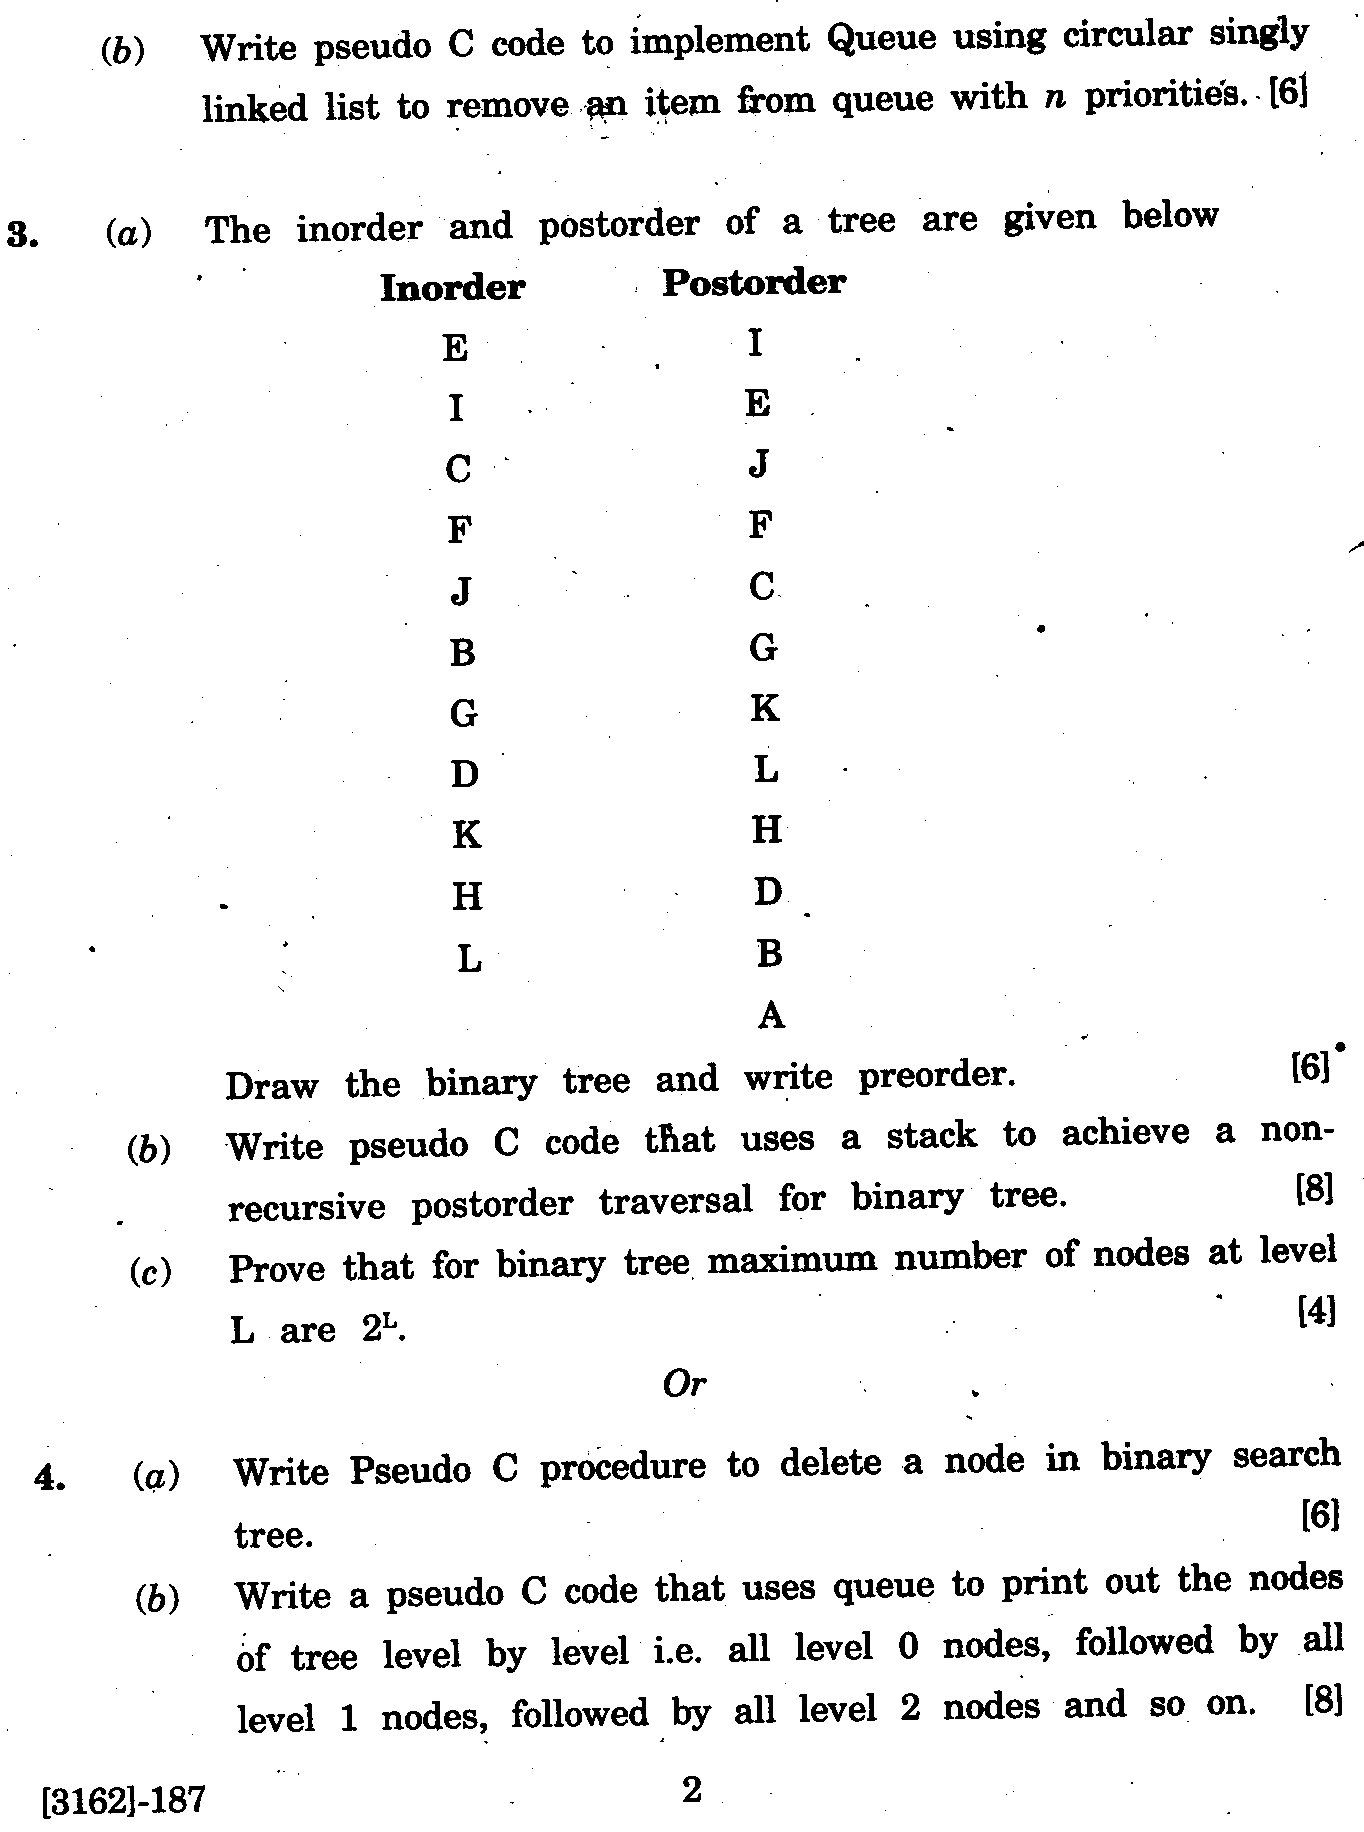 (b) Write pseudo C code to implement Queue using circular singly
linked list to remove an item from queue with n priorities. [6]
3. (a) The inorder and postorder of a tree are given below
Inorder Postorder
E I
I E
C J
F F
J C
B G
G K
D L
K H
H D
L B
A
Draw the binary tree and write preorder. [6]
(b) Write pseudo C code that uses a stack to achieve a non-
recursive postorder traversal for binary tree. [8]
(c) Prove that for binary tree maximum number of nodes at level
L are 2ᴸ. [4]
Or
4. (a) Write Pseudo C procedure to delete a node in binary search
tree. [6]
(b) Write a pseudo C code that uses queue to print out the nodes
of tree level by level i.e. all level 0 nodes, followed by all
level 1 nodes, followed by all level 2 nodes and so on. [8]
[3162]-187 2